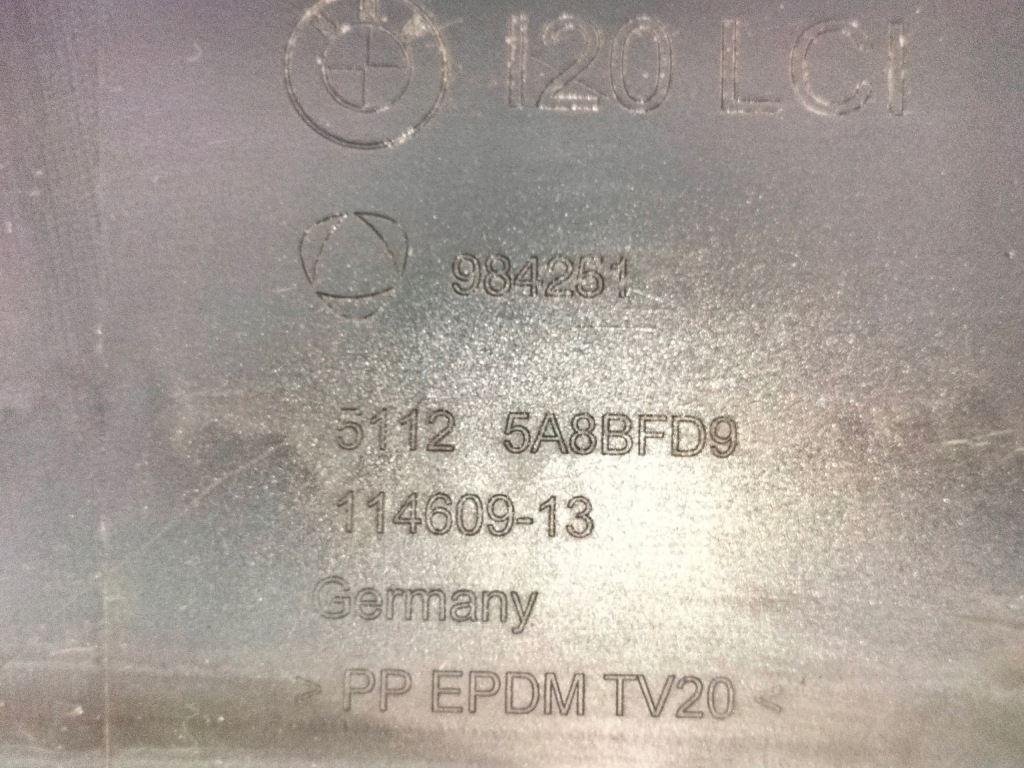 I20 LCI
984251
5112 5A8BFD9
114609-13
Germany
> PP EPDM TV20 <